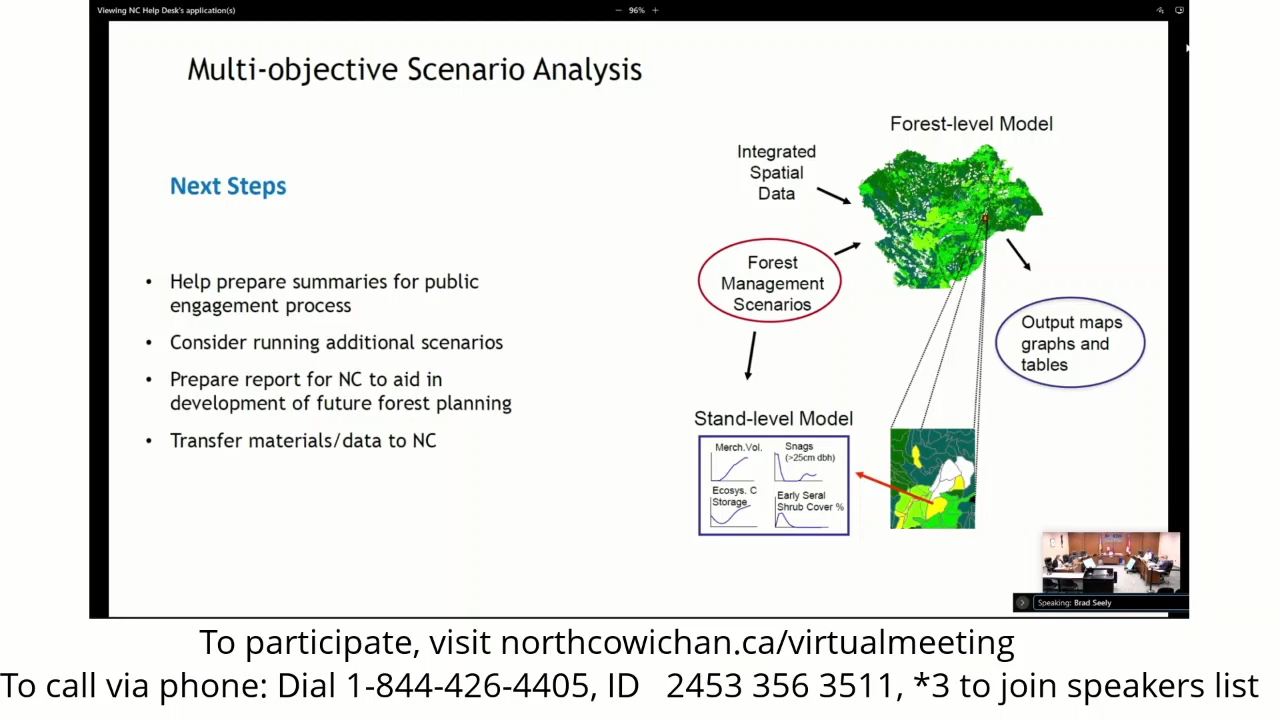 Viewing NC Help Desk's application(s)
− 96% +
Multi-objective Scenario Analysis
Next Steps
• Help prepare summaries for public
engagement process
• Consider running additional scenarios
• Prepare report for NC to aid in
development of future forest planning
• Transfer materials/data to NC
Forest-level Model
Integrated
Spatial
Data
Forest
Management
Scenarios
Output maps
graphs and
tables
Stand-level Model
Merch.Vol.
Snags
(>25cm dbh)
Ecosys. C
Storage
Early Seral
Shrub Cover %
Speaking: Brad Seely
To participate, visit northcowichan.ca/virtualmeeting
To call via phone: Dial 1-844-426-4405, ID 2453 356 3511, *3 to join speakers list